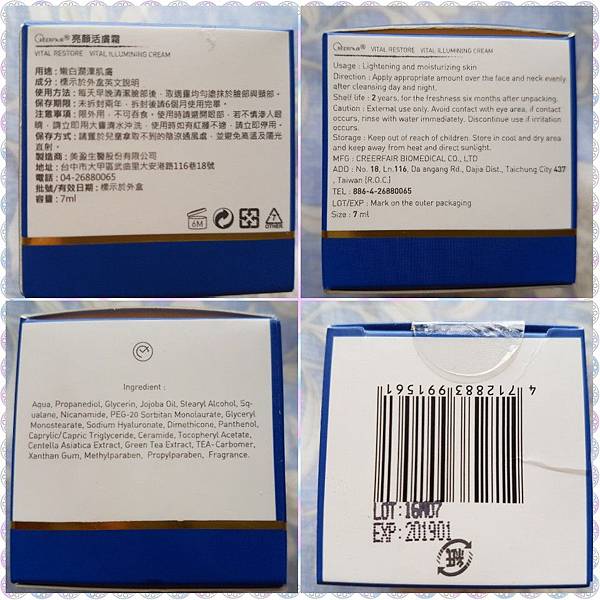 CREERFAIR® 亮顏活膚霜
VITAL RESTORE VITAL ILLUMINING CREAM
用途:嫩白潤澤肌膚
成分:標示於外盒英文說明
用法:每天早晚清潔臉部後,取適量均勻塗抹於臉部與頸部。
保存期限:未拆封兩年,拆封後請6個月使用完畢。
注意事項:限外用,不可吞食。使用時請避開眼部,若不慎滲入眼
睛,請立即用大量清水沖洗,使用時如有紅腫不適,請立即停用。
保存方式:請置於兒童拿取不到的陰涼通風處,並避免高溫及陽光
直射。
製造商:美盈生醫股份有限公司
地址:台中市大甲區武曲里大安港路116巷18號
電話:04-26880065
批號/有效日期:標示於外盒
容量:7ml
6M
7
OTHER
CREERFAIR®
VITAL RESTORE VITAL ILLUMINING CREAM
Usage : Lightening and moisturizing skin
Direction : Apply appropriate amount over the face and neck evenly
after cleansing day and night.
Shelf life : 2 years, for the freshness six months after unpacking.
Caution : External use only. Avoid contact with eye area, if contact
occurs, rinse with water immediately. Discontinue use if irritation
occurs.
Storage : Keep out of reach of children. Store in cool and dry area
and keep away from heat and direct sunlight.
MFG : CREERFAIR BIOMEDICAL CO., LTD
ADD : No. 18, Ln.116, Da angang Rd., Dajia Dist., Taichung City 437
, Taiwan (R.O.C.)
TEL : 886-4-26880065
LOT/EXP : Mark on the outer packaging
Size : 7 ml
Ingredient :
Aqua, Propanediol, Glycerin, Jojoba Oil, Stearyl Alcohol, Sq-
ualane, Nicanamide, PEG-20 Sorbitan Monolaurate, Glyceryl
Monostearate, Sodium Hyaluronate, Dimethicone, Panthenol,
Caprylic/Capric Triglyceride, Ceramide, Tocopheryl Acetate,
Centella Asiatica Extract, Green Tea Extract, TEA-Carbomer,
Xanthan Gum, Methylparaben, Propylparaben, Fragrance.
4 712883 991561
LOT:16M07
EXP:201901
紙